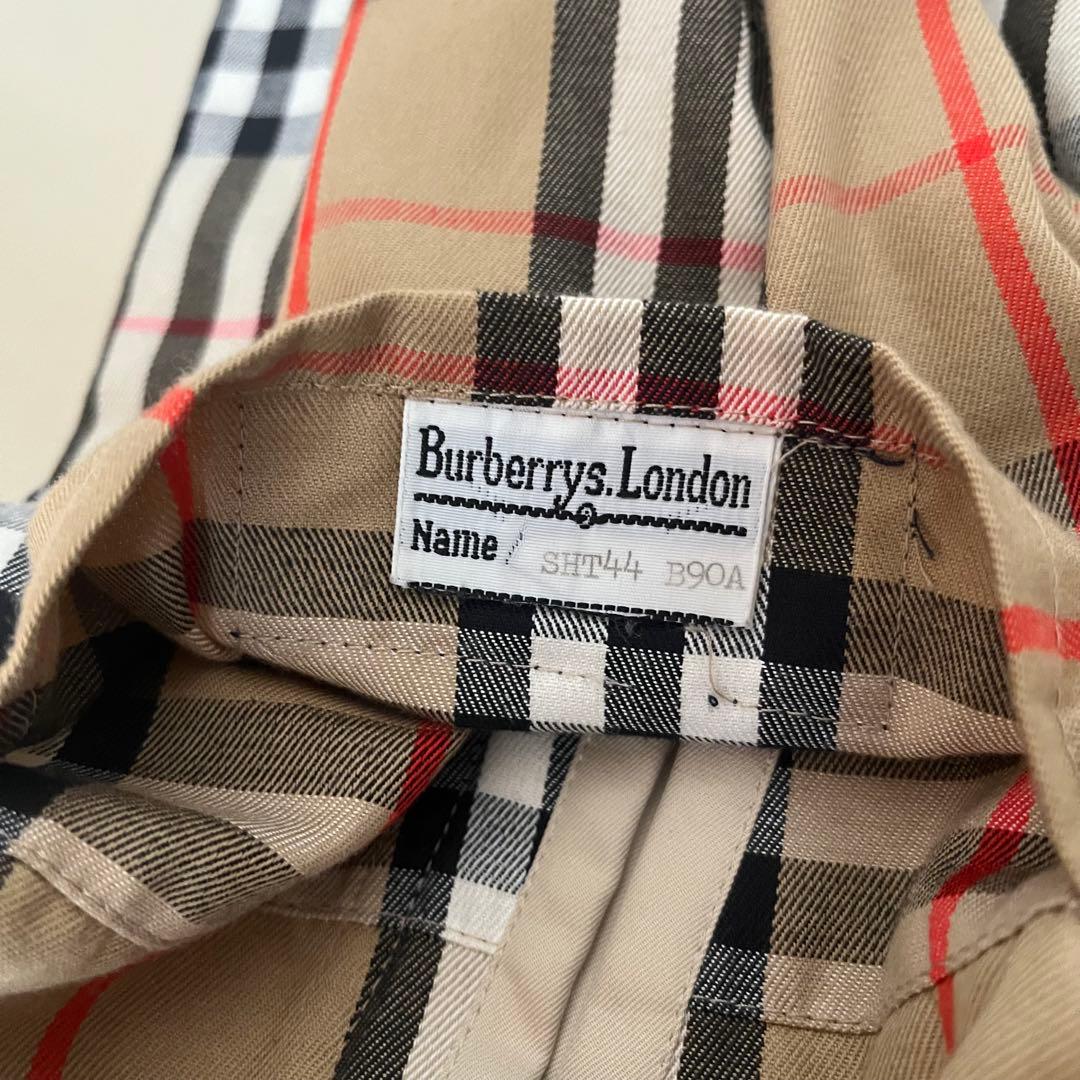 Burberrys. London
Name / SHT44 B90A